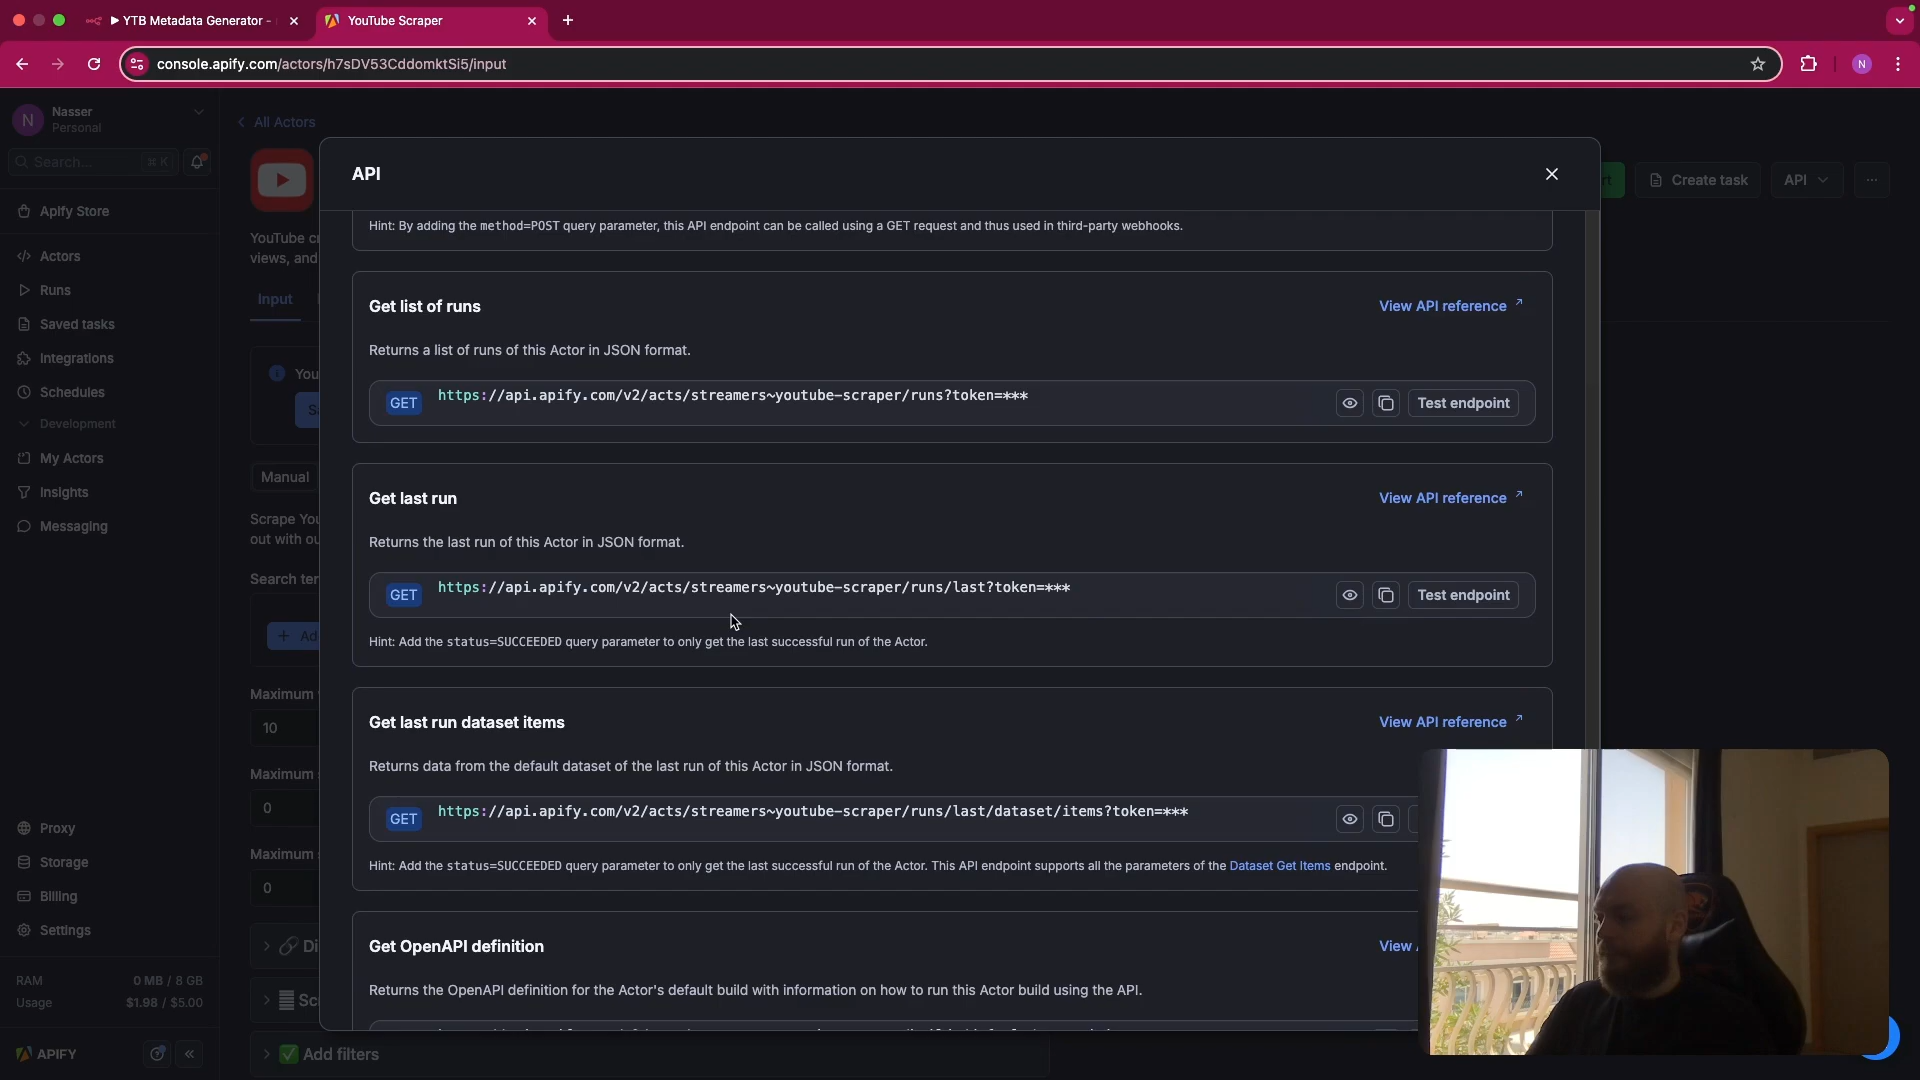 ▶ YTB Metadata Generator -
YouTube Scraper
console.apify.com/actors/h7sDV53CddomktSi5/input
N
N
Nasser
Personal
Search...
⌘ K
Apify Store
Actors
Runs
Saved tasks
Integrations
Schedules
Development
My Actors
Insights
Messaging
Proxy
Storage
Billing
Settings
RAM
0 MB / 8 GB
Usage
$1.98 / $5.00
APIFY
All Actors
Create task
API
YouTube
views, and
Input
You
Manual
Scrape You
out with ou
Search ter
+ Ad
Maximum
10
Maximum
0
Maximum
0
Di
Sc
Add filters
API
Hint: By adding the method=POST query parameter, this API endpoint can be called using a GET request and thus used in third-party webhooks.
Get list of runs
View API reference
Returns a list of runs of this Actor in JSON format.
GET
https://api.apify.com/v2/acts/streamers~youtube-scraper/runs?token=***
Test endpoint
Get last run
View API reference
Returns the last run of this Actor in JSON format.
GET
https://api.apify.com/v2/acts/streamers~youtube-scraper/runs/last?token=***
Test endpoint
Hint: Add the status=SUCCEEDED query parameter to only get the last successful run of the Actor.
Get last run dataset items
View API reference
Returns data from the default dataset of the last run of this Actor in JSON format.
GET
https://api.apify.com/v2/acts/streamers~youtube-scraper/runs/last/dataset/items?token=***
Hint: Add the status=SUCCEEDED query parameter to only get the last successful run of the Actor. This API endpoint supports all the parameters of the Dataset Get Items endpoint.
Get OpenAPI definition
View
Returns the OpenAPI definition for the Actor's default build with information on how to run this Actor build using the API.